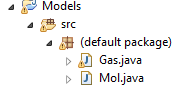 Models
src
(default package)
Gas.java
Mol.java